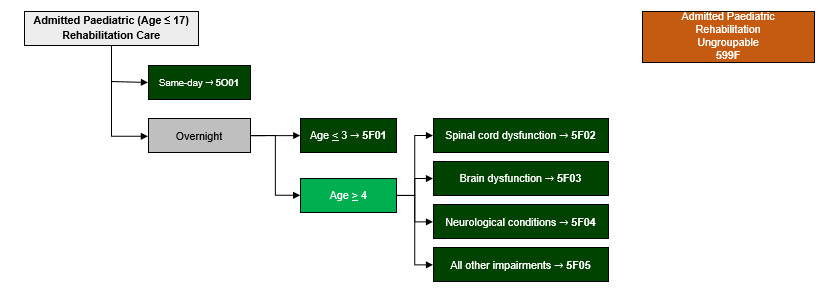 Admitted Paediatric (Age ≤ 17)
Rehabilitation Care
Admitted Paediatric
Rehabilitation
Ungroupable
599F
Same-day → 5O01
Overnight
Age ≤ 3 → 5F01
Age ≥ 4
Spinal cord dysfunction → 5F02
Brain dysfunction → 5F03
Neurological conditions → 5F04
All other impairments → 5F05